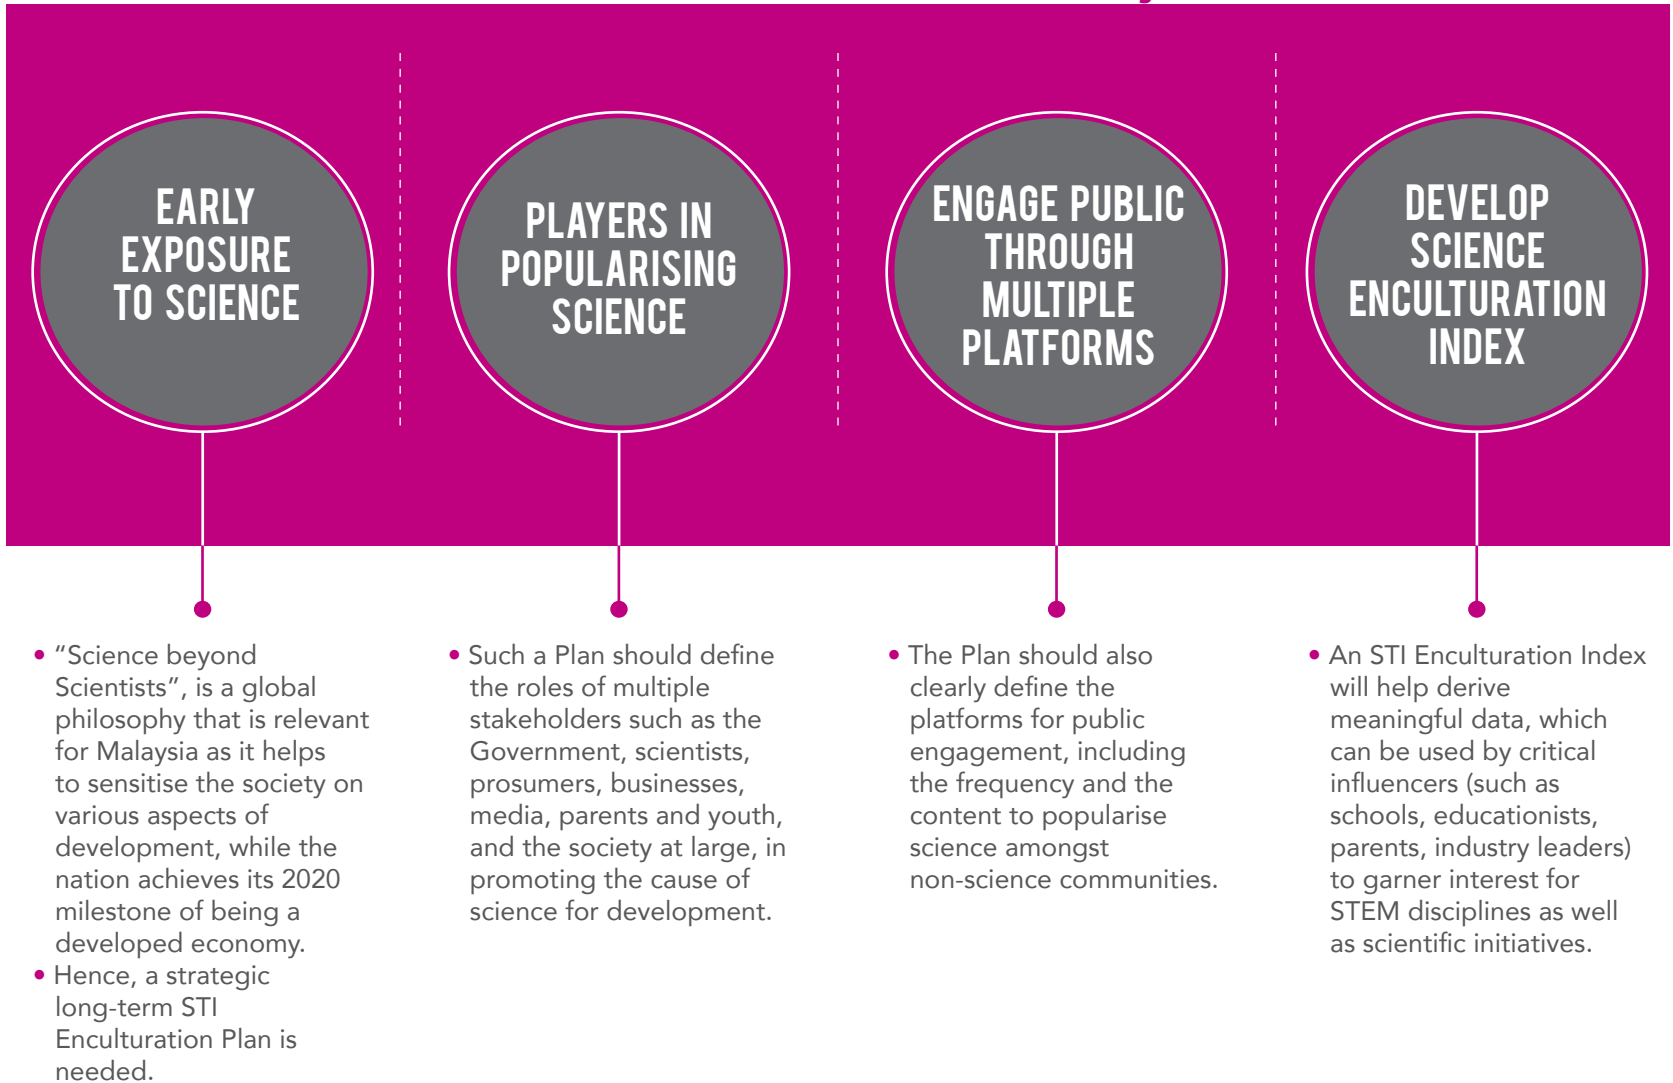 EARLY
EXPOSURE
TO SCIENCE
PLAYERS IN
POPULARISING
SCIENCE
ENGAGE PUBLIC
THROUGH
MULTIPLE
PLATFORMS
DEVELOP
SCIENCE
ENCULTURATION
INDEX
• “Science beyond
Scientists”, is a global
philosophy that is relevant
for Malaysia as it helps
to sensitise the society on
various aspects of
development, while the
nation achieves its 2020
milestone of being a
developed economy.
• Hence, a strategic
long-term STI
Enculturation Plan is
needed.
• Such a Plan should define
the roles of multiple
stakeholders such as the
Government, scientists,
prosumers, businesses,
media, parents and youth,
and the society at large, in
promoting the cause of
science for development.
• The Plan should also
clearly define the
platforms for public
engagement, including
the frequency and the
content to popularise
science amongst
non-science communities.
• An STI Enculturation Index
will help derive
meaningful data, which
can be used by critical
influencers (such as
schools, educationists,
parents, industry leaders)
to garner interest for
STEM disciplines as well
as scientific initiatives.